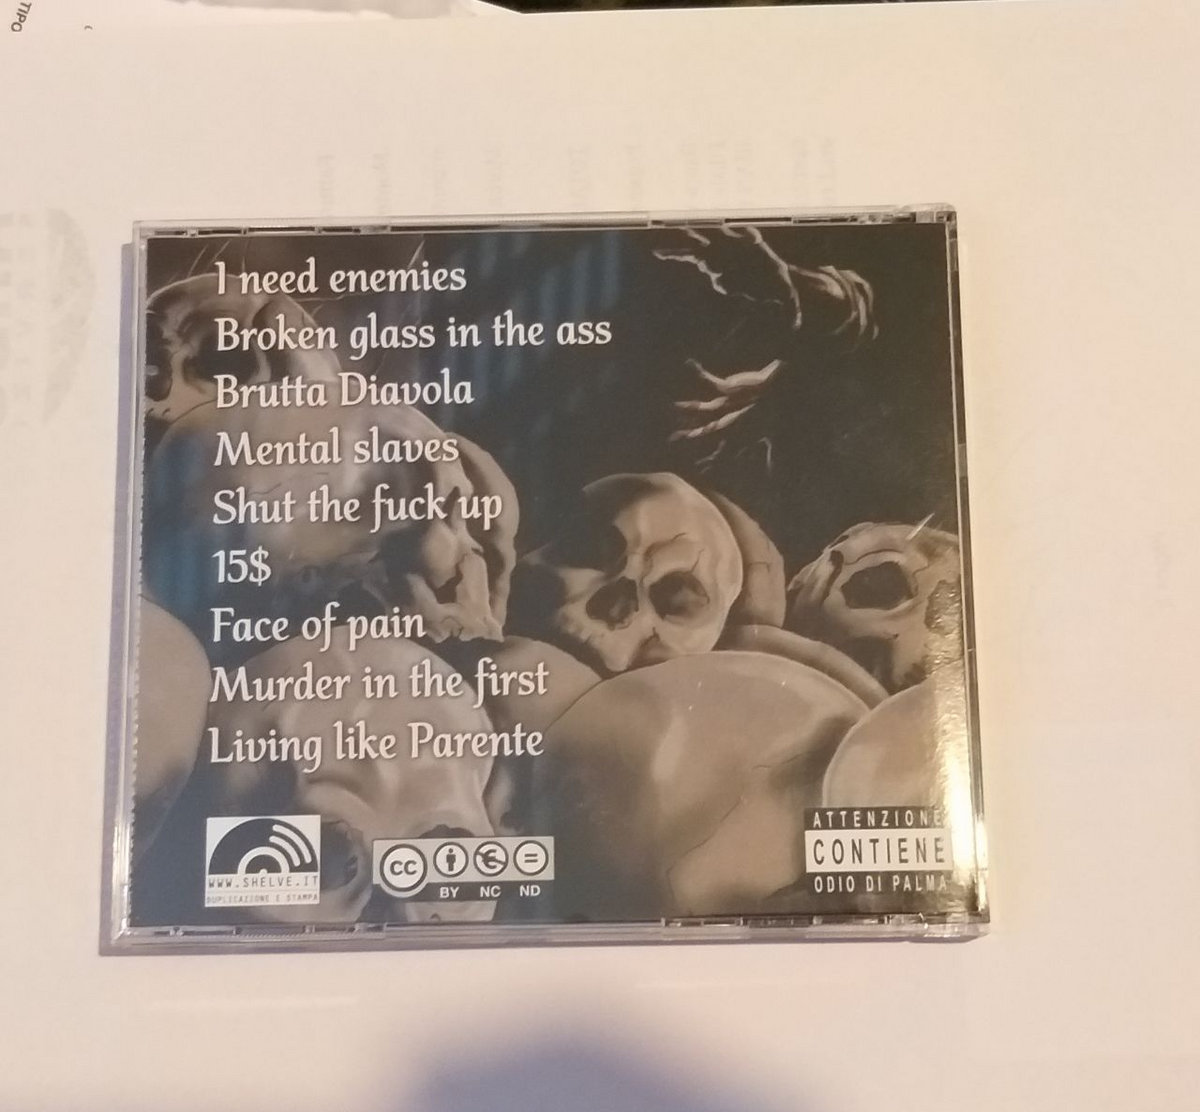 TIPO
I need enemies
Broken glass in the ass
Brutta Diavola
Mental slaves
Shut the fuck up
15$
Face of pain
Murder in the first
Living like Parente
WWW.SHELVE.IT
DUPLICAZIONE E STAMPA
cc
BY NC ND
ATTENZIONE
CONTIENE
ODIO DI PALMA